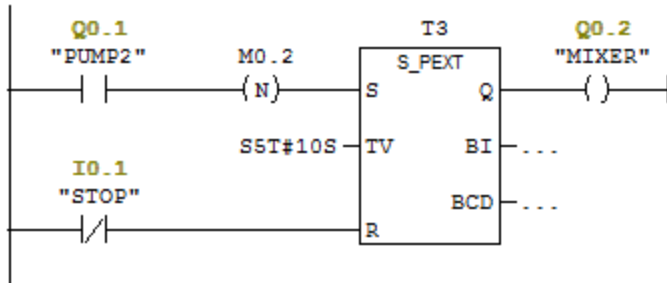 Q0.1 T3 Q0.2
"PUMP2" M0.2 S_PEXT "MIXER"
(N) S Q ( )
S5T#10S TV BI ...
I0.1
"STOP" BCD ...
R